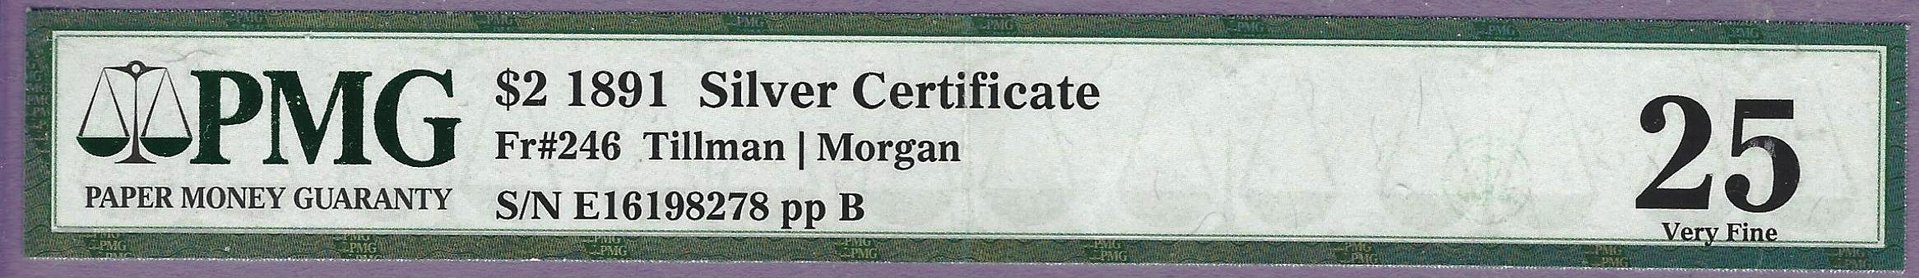 PMG
PAPER MONEY GUARANTY
$2 1891 Silver Certificate
Fr#246 Tillman | Morgan
S/N E16198278 pp B
25
Very Fine